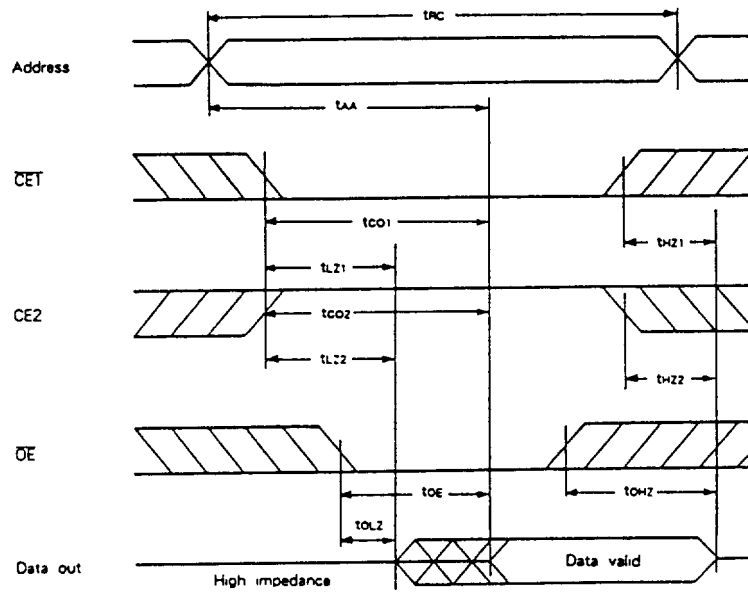 tRC
Address
tAA
CE1
tCO1
tHZ1
tLZ1
CE2
tCO2
tLZ2
tHZ2
OE
tOE
tOHZ
tOLZ
Data out
High impedance
Data valid